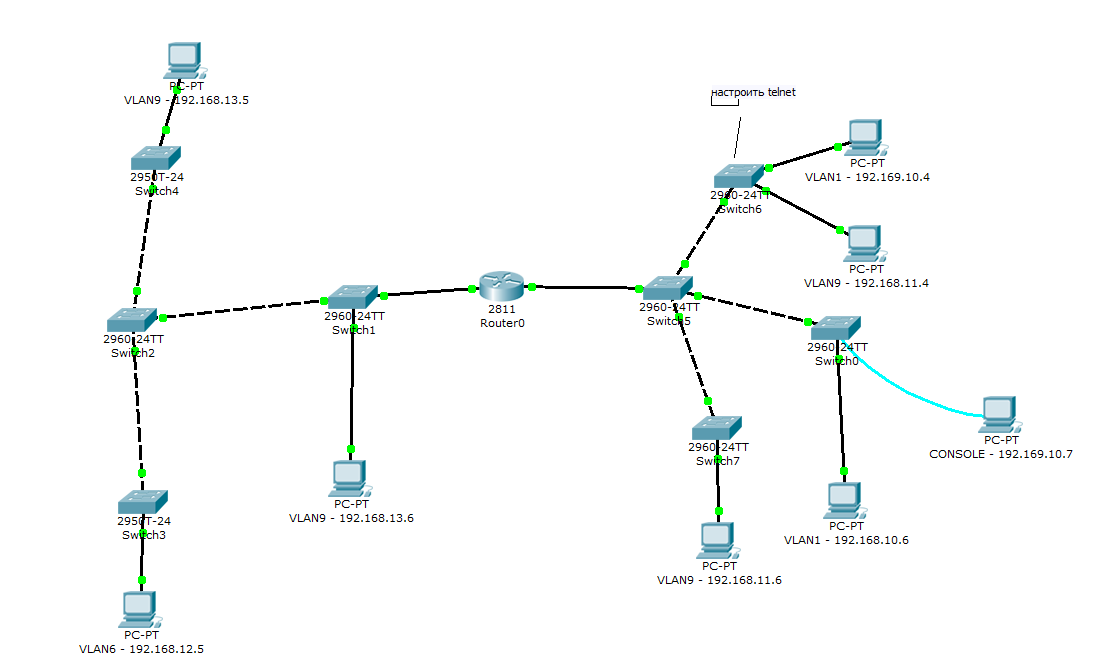 PC-PT
VLAN9 - 192.168.13.5
2950T-24
Switch4
настроить telnet
PC-PT
VLAN1 - 192.169.10.4
2960-24TT
Switch6
PC-PT
VLAN9 - 192.168.11.4
2960-24TT
Switch2
2960-24TT
Switch1
2811
Router0
2960-24TT
Switch5
2960-24TT
Switch0
PC-PT
CONSOLE - 192.169.10.7
2960-24TT
Switch7
PC-PT
VLAN9 - 192.168.13.6
2950T-24
Switch3
PC-PT
VLAN1 - 192.168.10.6
PC-PT
VLAN9 - 192.168.11.6
PC-PT
VLAN6 - 192.168.12.5